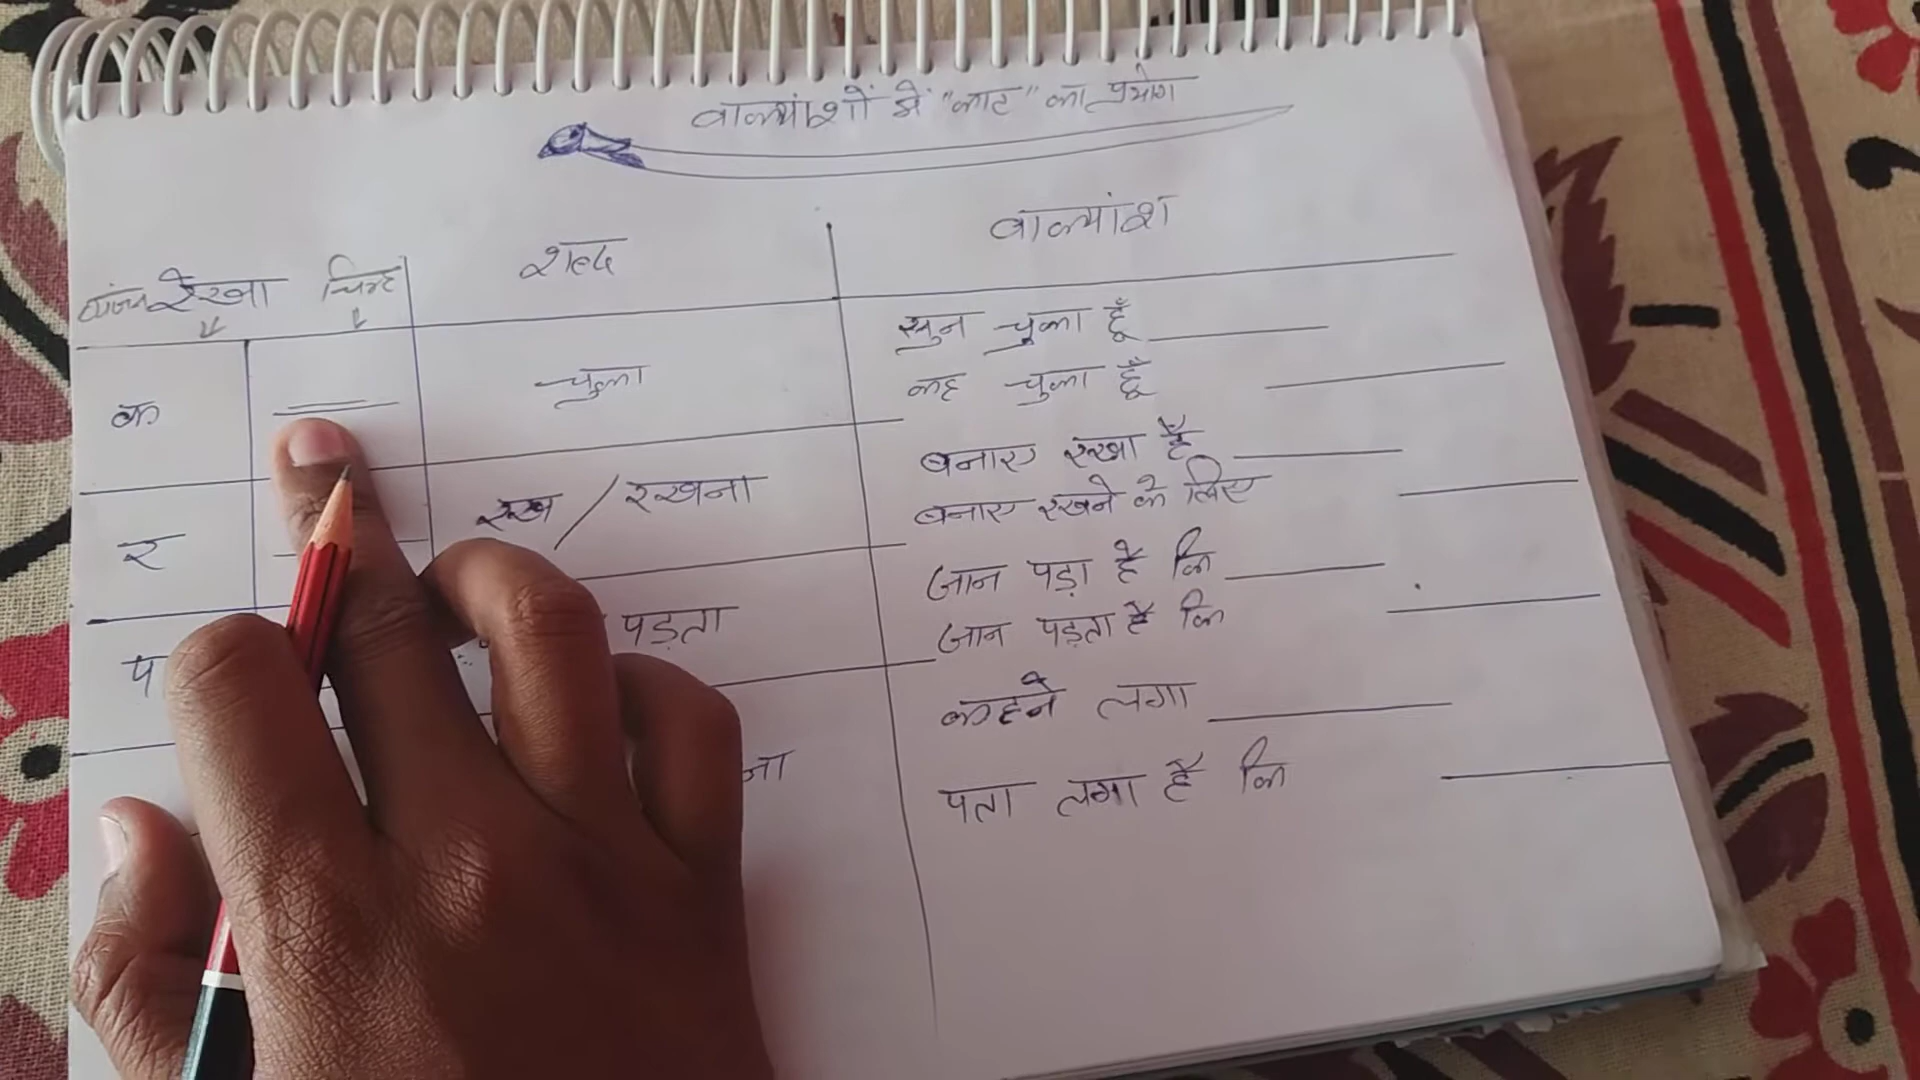 वाक्यांशों में "काट" का प्रयोग
व्यंजन रेखा चिन्ह शब्द वाक्यांश
क चुका सुन चुका हूँ
कह चुका हूँ
र रख / रखना बनाए रखा है
बनाए रखने के लिए
प पड़ता जान पड़ा है कि
जान पड़ता है कि
कहने लगा
ना पता लगा है कि